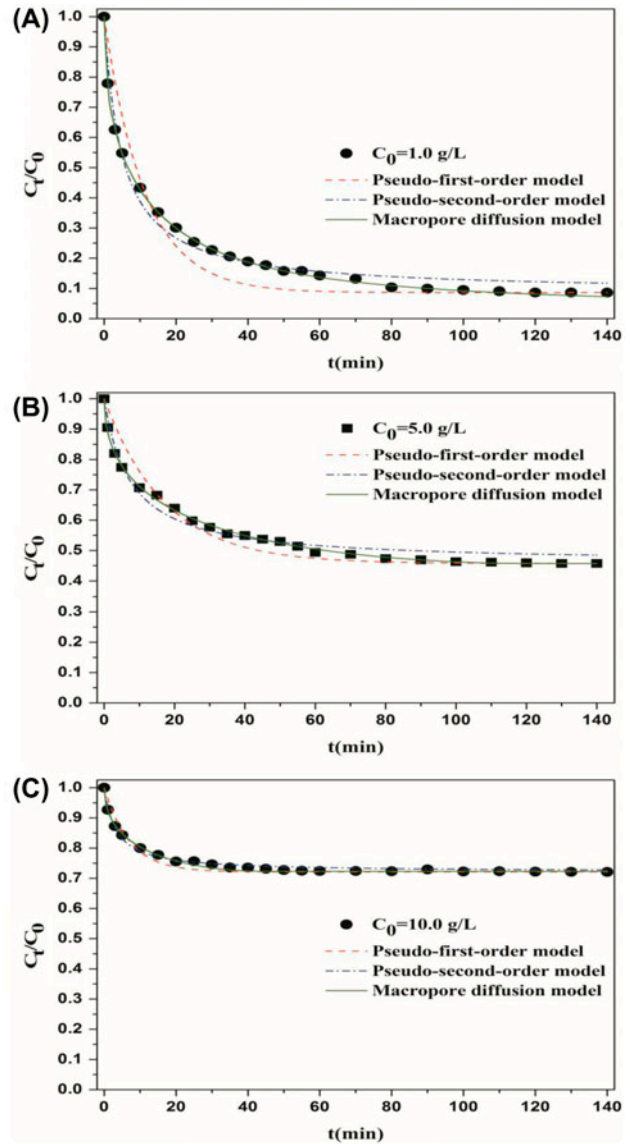 (A)
1.0
0.9
0.8
0.7
0.6
0.5
0.4
0.3
0.2
0.1
0.0
Ct/C0
C0=1.0 g/L
Pseudo-first-order model
Pseudo-second-order model
Macropore diffusion model
0 20 40 60 80 100 120 140
t(min)
(B)
1.0
0.9
0.8
0.7
0.6
0.5
0.4
0.3
0.2
0.1
0.0
Ct/C0
C0=5.0 g/L
Pseudo-first-order model
Pseudo-second-order model
Macropore diffusion model
0 20 40 60 80 100 120 140
t(min)
(C)
1.0
0.9
0.8
0.7
0.6
0.5
0.4
0.3
0.2
0.1
0.0
Ct/C0
C0=10.0 g/L
Pseudo-first-order model
Pseudo-second-order model
Macropore diffusion model
0 20 40 60 80 100 120 140
t(min)